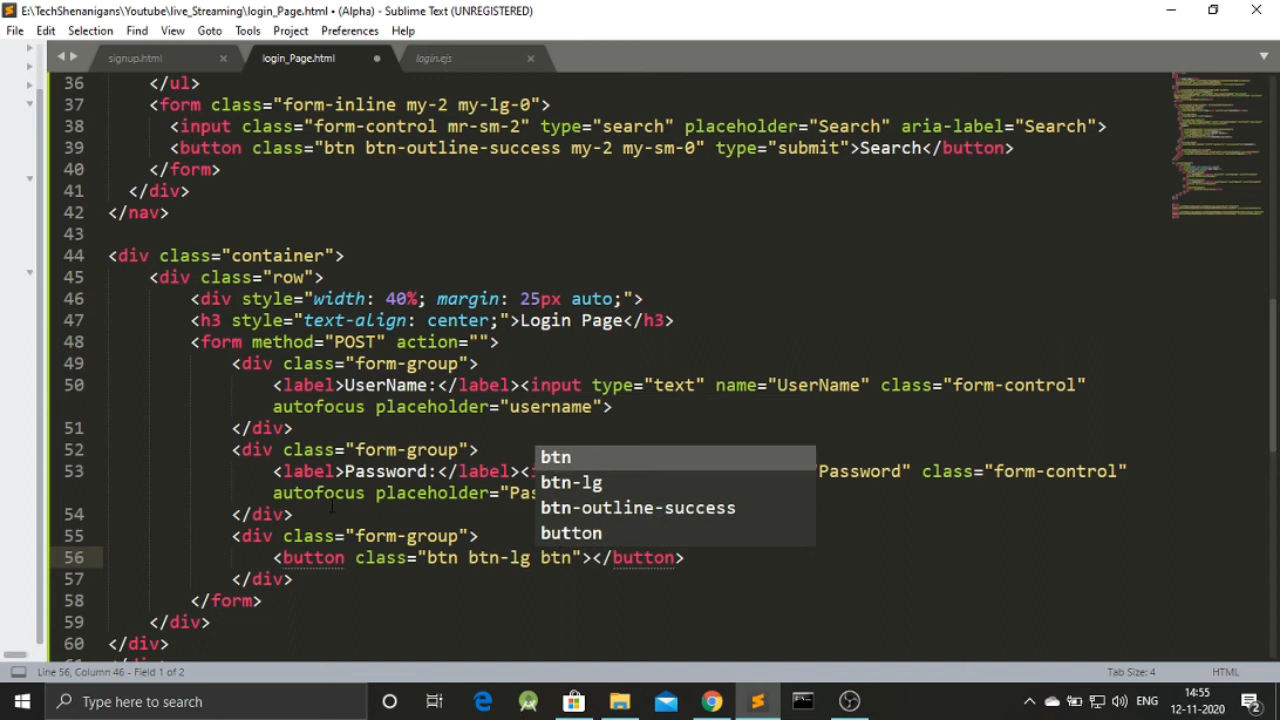 E:\TechShenanigans\Youtube\live_Streaming\login_Page.html • (Alpha) - Sublime Text (UNREGISTERED)
File Edit Selection Find View Goto Tools Project Preferences Help
signup.html login_Page.html login.ejs
36 </ul>
37 <form class="form-inline my-2 my-lg-0">
38 <input class="form-control mr-sm-2" type="search" placeholder="Search" aria-label="Search">
39 <button class="btn btn-outline-success my-2 my-sm-0" type="submit">Search</button>
40 </form>
41 </div>
42 </nav>
43
44 <div class="container">
45 <div class="row">
46 <div style="width: 40%; margin: 25px auto;">
47 <h3 style="text-align: center;">Login Page</h3>
48 <form method="POST" action="">
49 <div class="form-group">
50 <label>UserName:</label><input type="text" name="UserName" class="form-control"
autofocus placeholder="username">
51 </div>
52 <div class="form-group">
btn
53 <label>Password:</label>< Password" class="form-control"
btn-lg
autofocus placeholder="Pas
btn-outline-success
54 </div>
button
55 <div class="form-group">
56 <button class="btn btn-lg btn"></button>
57 </div>
58 </form>
59 </div>
60 </div>
Line 56, Column 46 - Field 1 of 2 Tab Size: 4 HTML
Type here to search ENG 14:55
12-11-2020 2